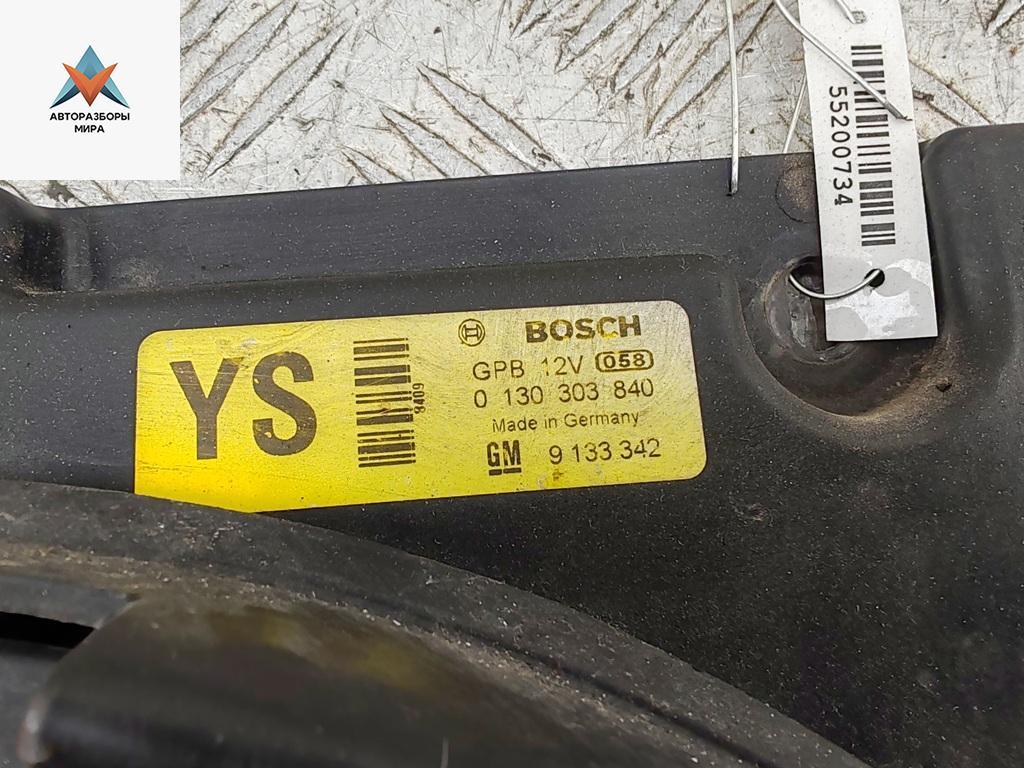 АВТОРАЗБОРЫ
МИРА
55200734
YS
8409
BOSCH
GPB 12V 058
0 130 303 840
Made in Germany
GM 9 133 342